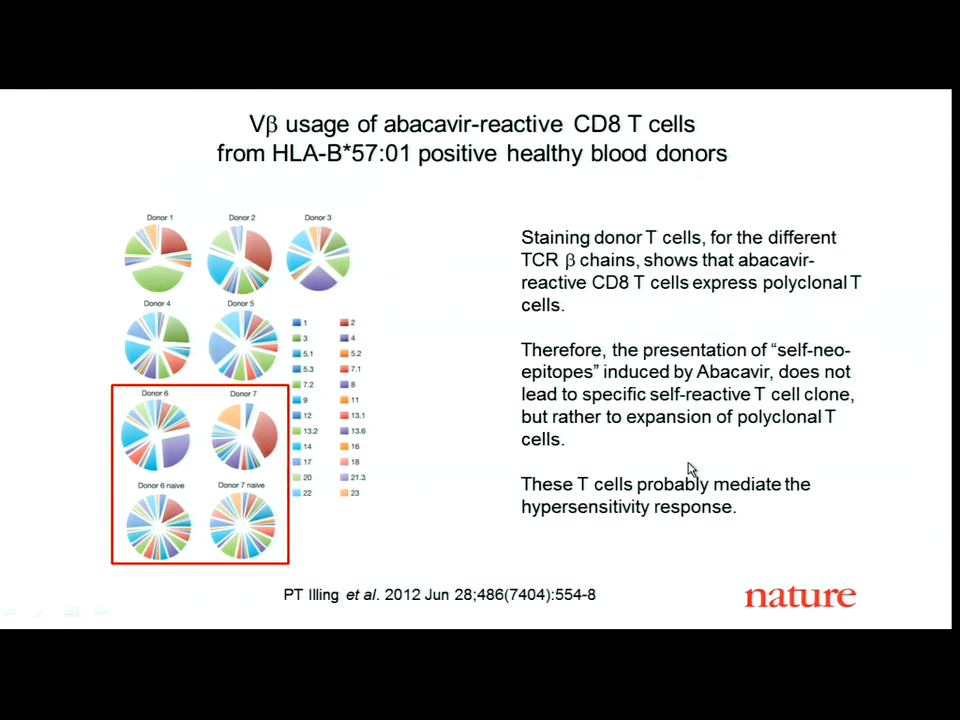 Vβ usage of abacavir-reactive CD8 T cells
from HLA-B*57:01 positive healthy blood donors
Donor 1
Donor 2
Donor 3
Donor 4
Donor 5
Donor 6
Donor 7
Donor 6 naive
Donor 7 naive
1 2
3 4
5.1 5.2
5.3 7.1
7.2 8
9 11
12 13.1
13.2 13.6
14 16
17 18
20 21.3
22 23
Staining donor T cells, for the different
TCR β chains, shows that abacavir-
reactive CD8 T cells express polyclonal T
cells.
Therefore, the presentation of “self-neo-
epitopes” induced by Abacavir, does not
lead to specific self-reactive T cell clone,
but rather to expansion of polyclonal T
cells.
These T cells probably mediate the
hypersensitivity response.
PT Illing et al. 2012 Jun 28;486(7404):554-8
nature